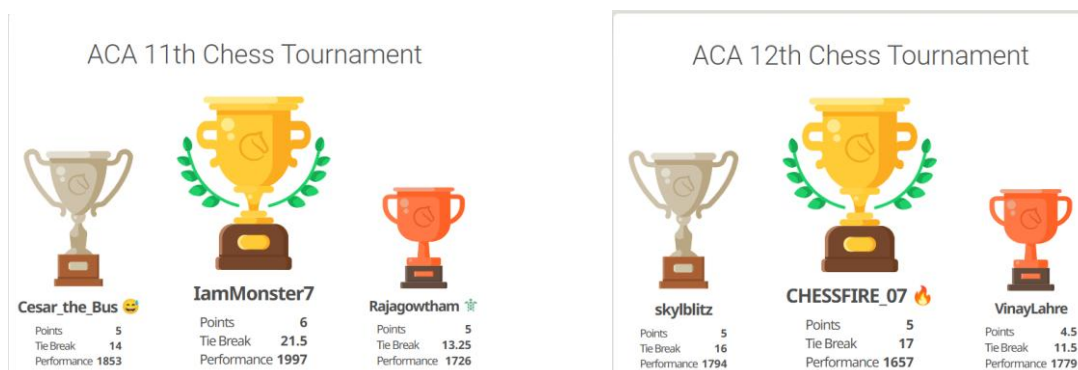 ACA 11th Chess Tournament
Cesar_the_Bus 😅
Points 5
Tie Break 14
Performance 1853
IamMonster7
Points 6
Tie Break 21.5
Performance 1997
Rajagowtham
Points 5
Tie Break 13.25
Performance 1726
ACA 12th Chess Tournament
skylblitz
Points 5
Tie Break 16
Performance 1794
CHESSFIRE_07 🔥
Points 5
Tie Break 17
Performance 1657
VinayLahre
Points 4.5
Tie Break 11.5
Performance 1779